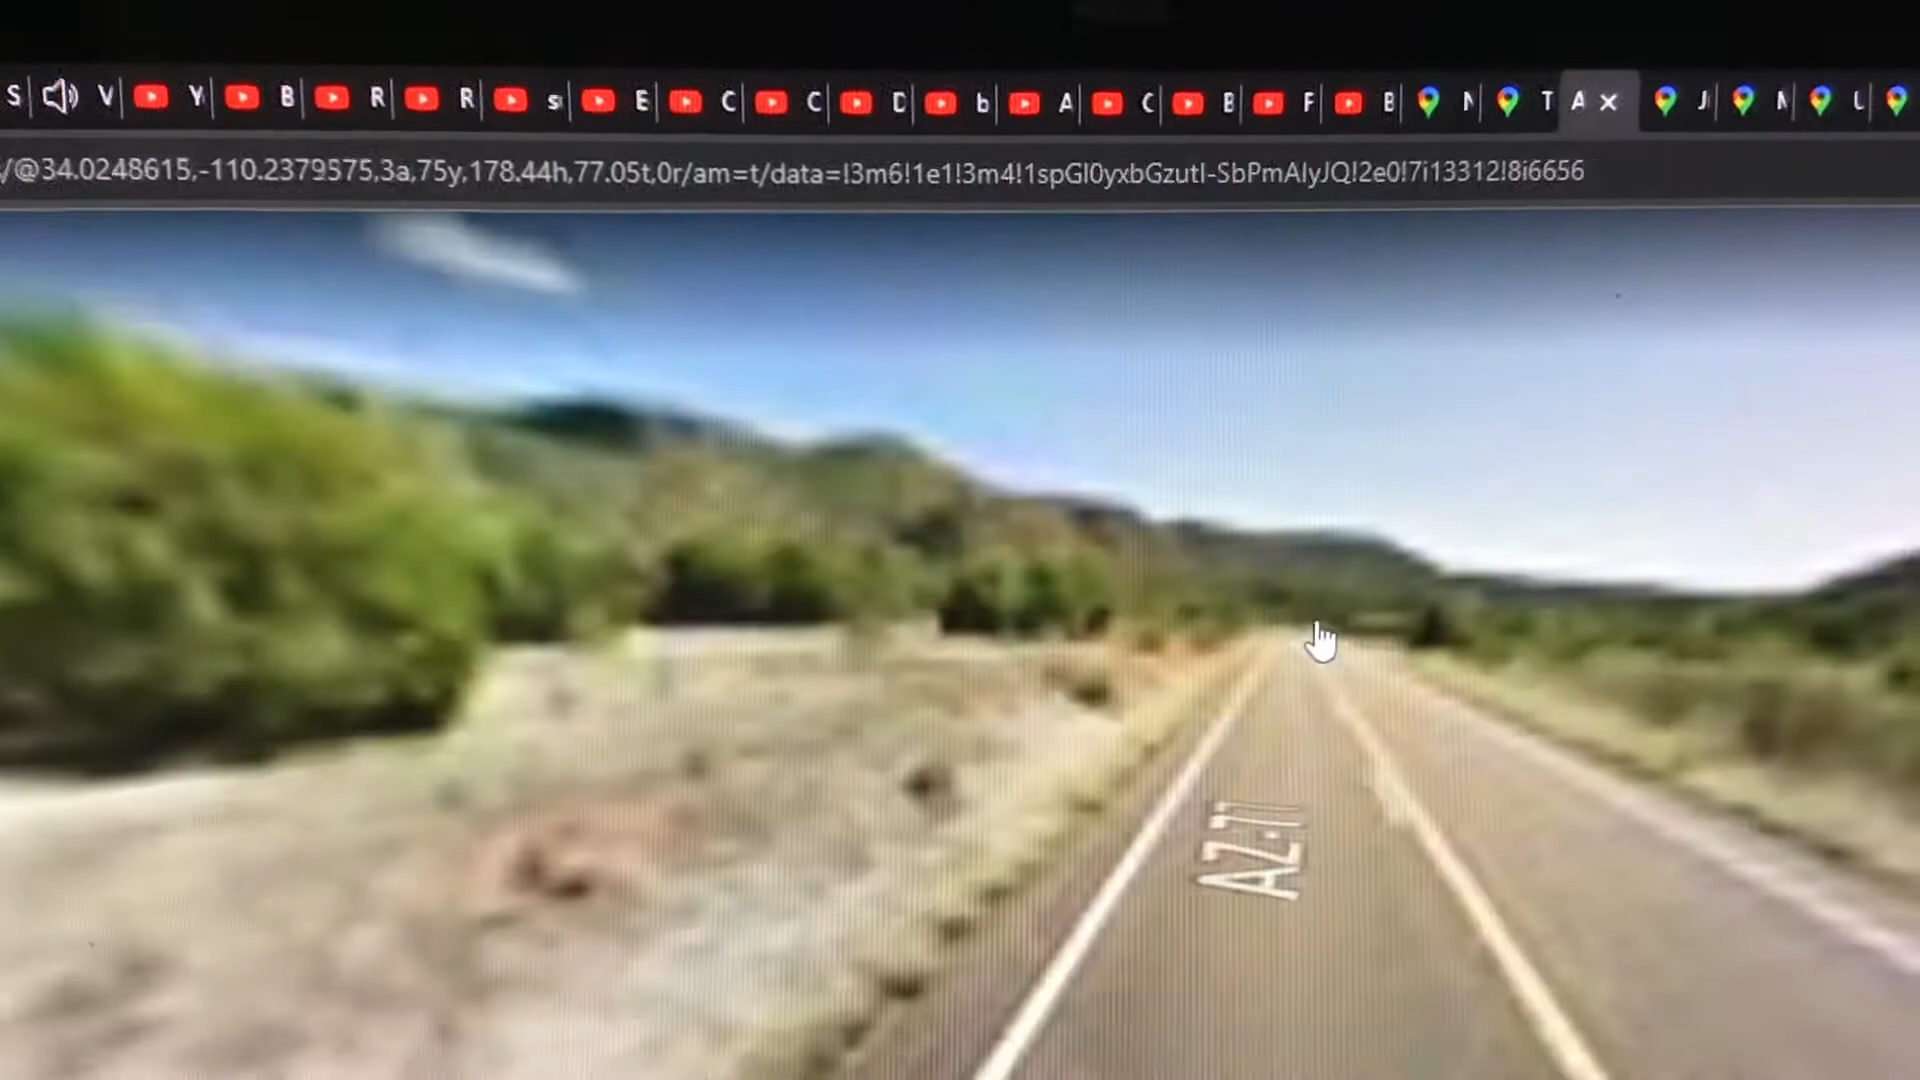 S V Y B R R s E C C D b A C B F B N T A J M L
/@34.0248615,-110.2379575,3a,75y,178.44h,77.05t,0r/am=t/data=!3m6!1e1!3m4!1spGl0yxbGzutI-SbPmAlyJQ!2e0!7i13312!8i6656
AZ-77